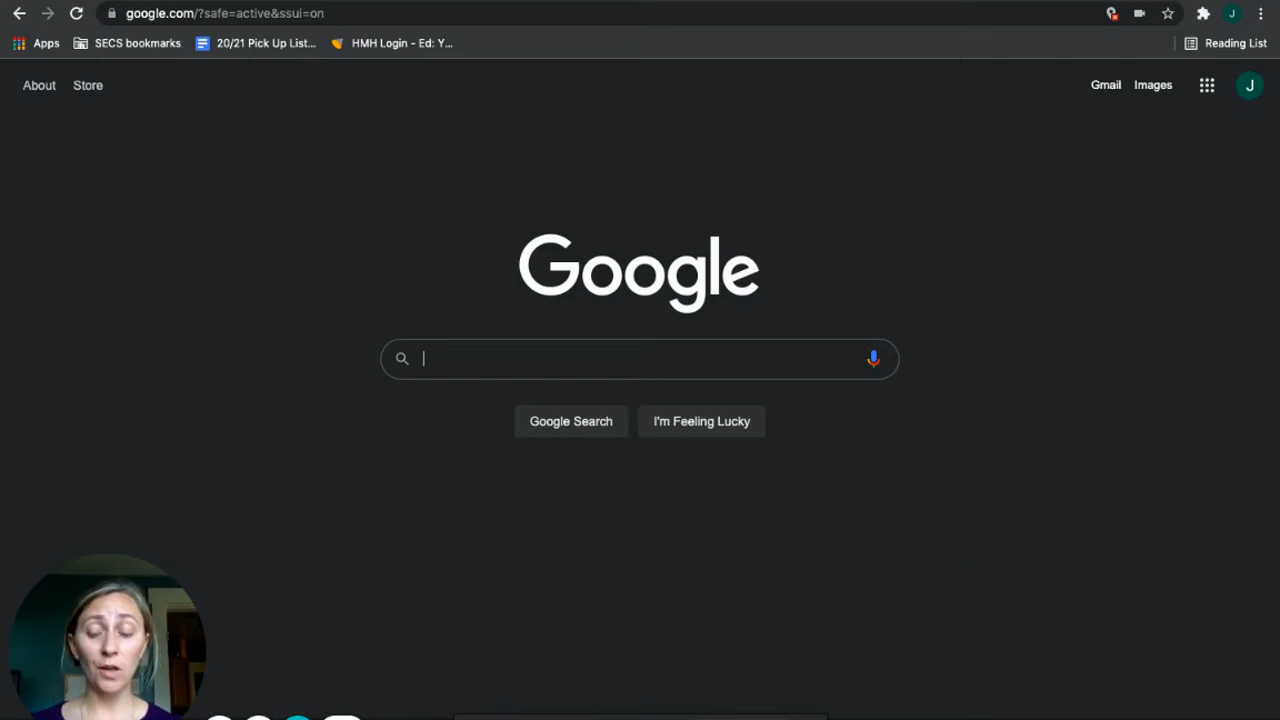 google.com/?safe=active&ssui=on
Apps SECS bookmarks 20/21 Pick Up List... HMH Login - Ed: Y... Reading List
About Store Gmail Images J
Google
Google Search I'm Feeling Lucky